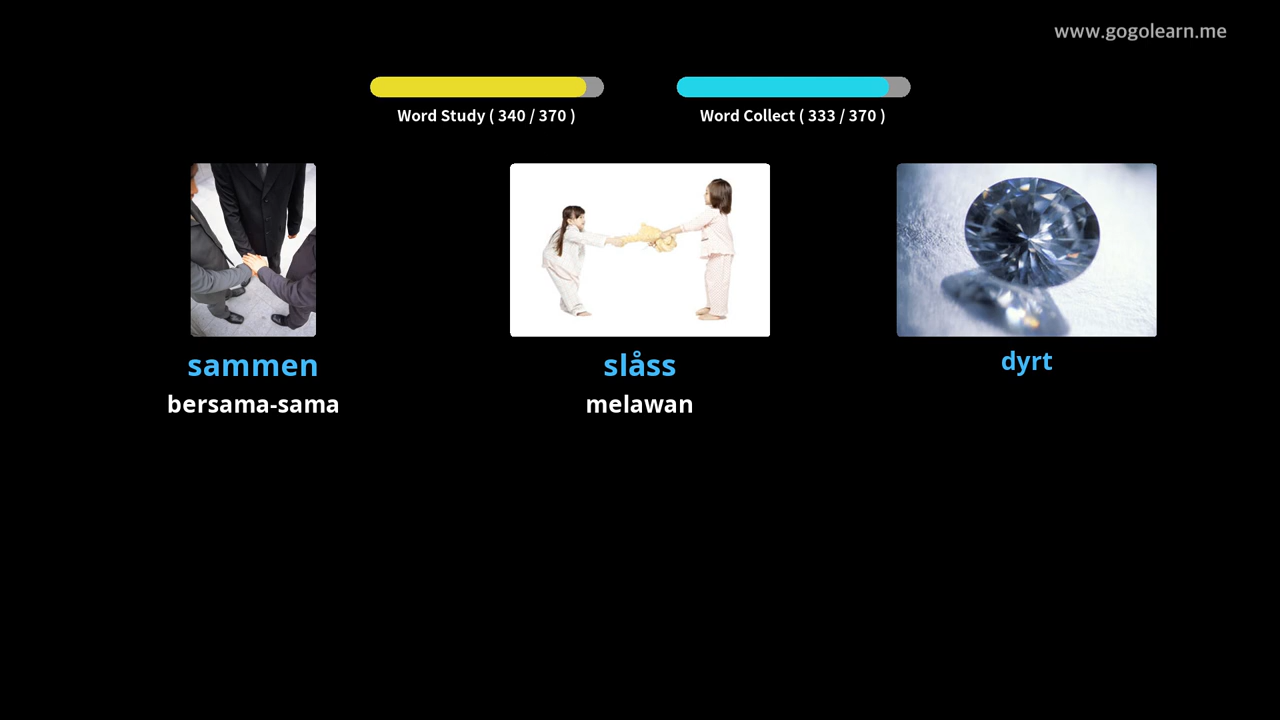 www.gogolearn.me
Word Study ( 340 / 370 )
Word Collect ( 333 / 370 )
sammen
bersama-sama
slåss
melawan
dyrt